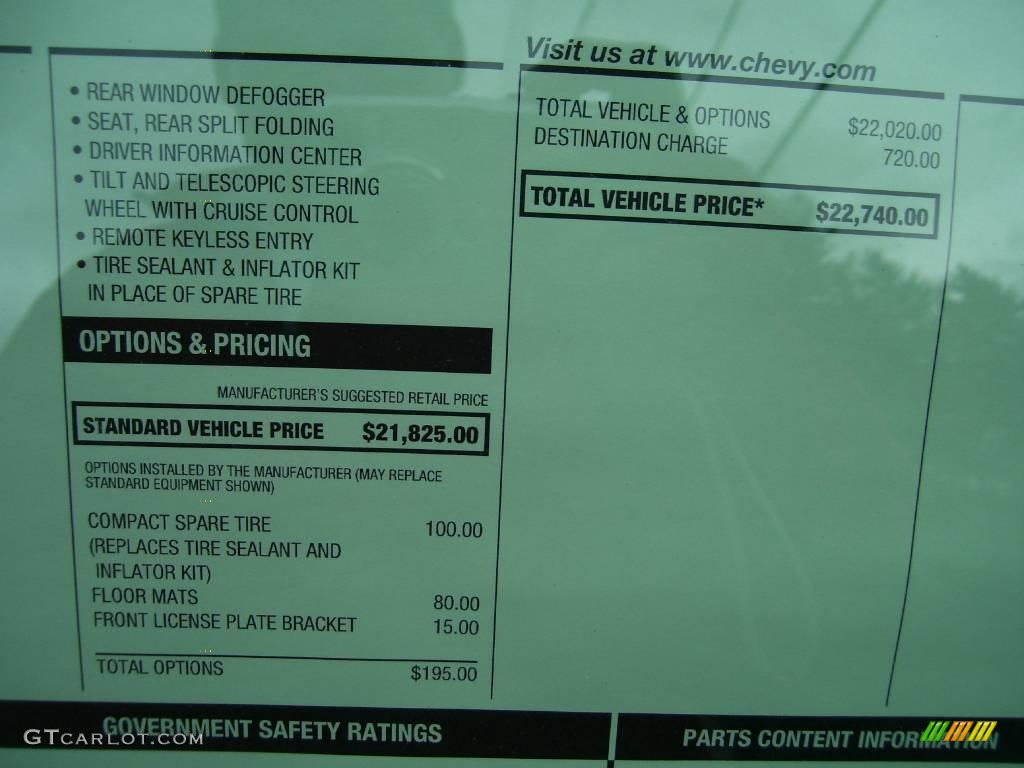 • REAR WINDOW DEFOGGER
• SEAT, REAR SPLIT FOLDING
• DRIVER INFORMATION CENTER
• TILT AND TELESCOPIC STEERING
WHEEL WITH CRUISE CONTROL
• REMOTE KEYLESS ENTRY
• TIRE SEALANT & INFLATOR KIT
IN PLACE OF SPARE TIRE
OPTIONS & PRICING
MANUFACTURER'S SUGGESTED RETAIL PRICE
STANDARD VEHICLE PRICE $21,825.00
OPTIONS INSTALLED BY THE MANUFACTURER (MAY REPLACE
STANDARD EQUIPMENT SHOWN)
COMPACT SPARE TIRE 100.00
(REPLACES TIRE SEALANT AND
INFLATOR KIT)
FLOOR MATS 80.00
FRONT LICENSE PLATE BRACKET 15.00
TOTAL OPTIONS $195.00
Visit us at www.chevy.com
TOTAL VEHICLE & OPTIONS $22,020.00
DESTINATION CHARGE 720.00
TOTAL VEHICLE PRICE* $22,740.00
GOVERNMENT SAFETY RATINGS
PARTS CONTENT INFORMATION
GTCARLOT.COM